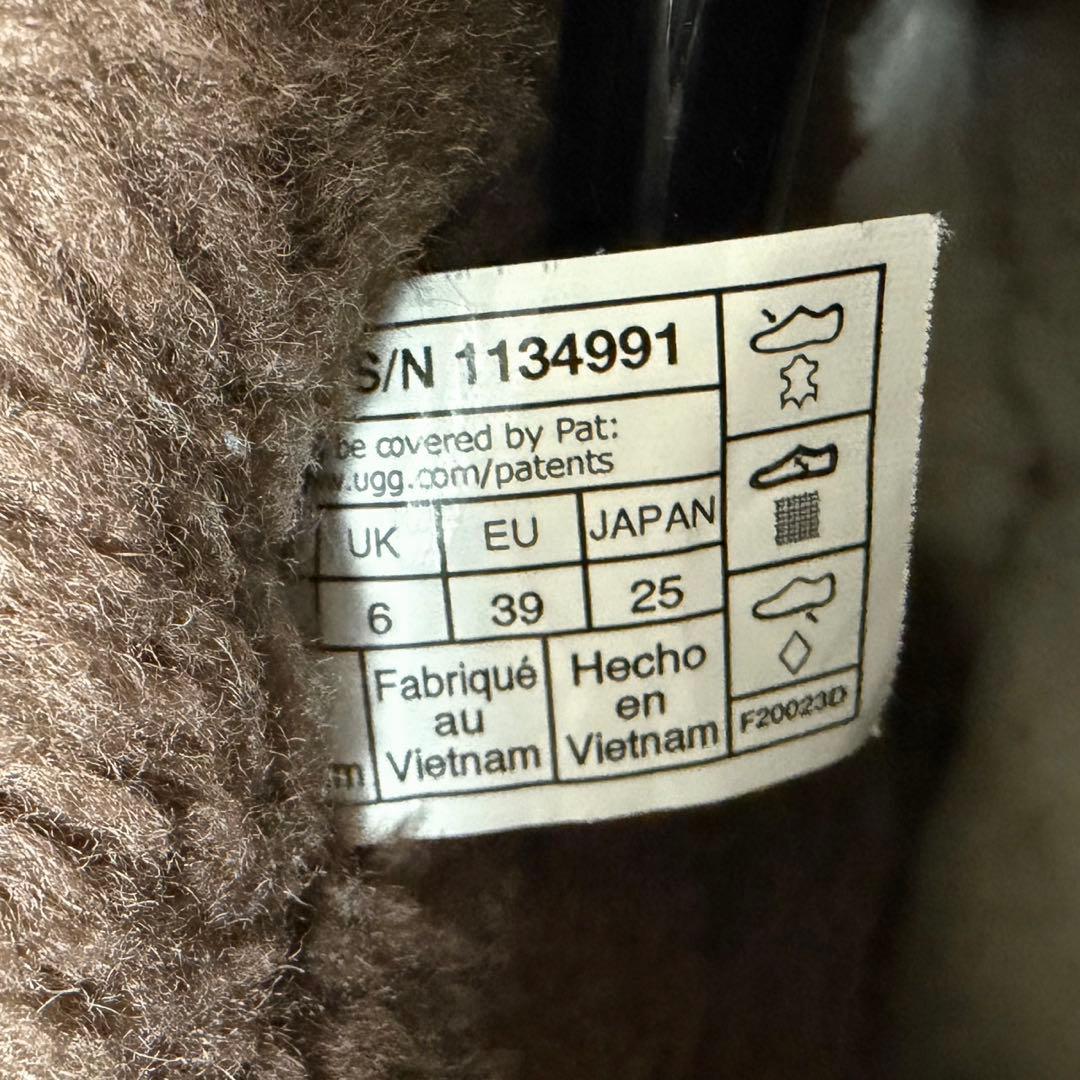 S/N 1134991
be covered by Pat:
.ugg.com/patents
UK EU JAPAN
6 39 25
Fabriqué
au
Vietnam
Hecho
en
Vietnam
F20023D